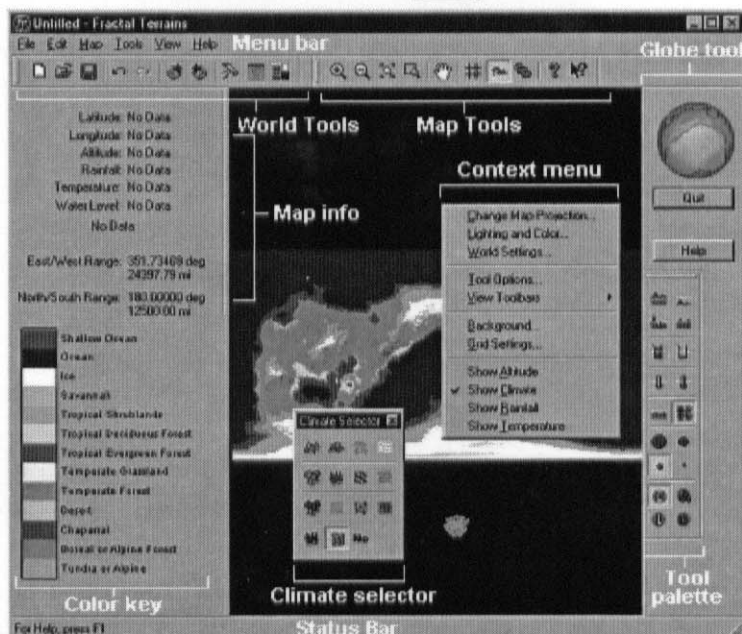 Untitled - Fractal Terrains
File Edit Map Tools View Help
Menu bar
Globe tool
World Tools
Map Tools
Latitude: No Data
Longitude: No Data
Altitude: No Data
Rainfall: No Data
Temperature: No Data
Water Level: No Data
No Data
Map info
East/West Range: 351.73469 deg
24397.79 mi
North/South Range: 180.00000 deg
12500.00 mi
Shallow Ocean
Ocean
Ice
Savannah
Tropical Shrublands
Tropical Deciduous Forest
Tropical Evergreen Forest
Temperate Grassland
Temperate Forest
Desert
Chaparral
Boreal or Alpine Forest
Tundra or Alpine
Color key
Context menu
Change Map Projection...
Lighting and Color...
World Settings...
Tool Options...
View Toolbars
Background...
Grid Settings...
Show Altitude
Show Climate
Show Rainfall
Show Temperature
Climate Selector
Climate selector
Quit
Help
Tool palette
For Help, press F1
Status Bar